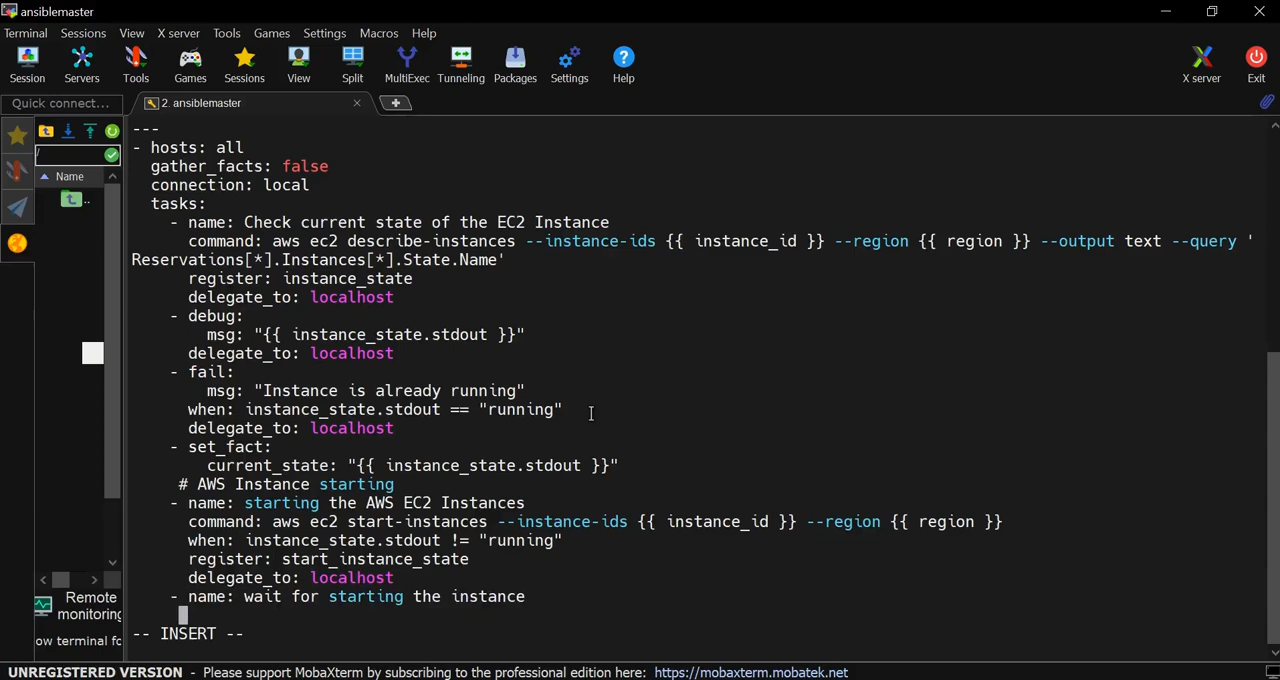 ansiblemaster
Terminal Sessions View X server Tools Games Settings Macros Help
Session Servers Tools Games Sessions View Split MultiExec Tunneling Packages Settings Help X server Exit
Quick connect...
2. ansiblemaster
/
Name
..
Remote
monitoring
ow terminal fo
---
- hosts: all
  gather_facts: false
  connection: local
  tasks:
    - name: Check current state of the EC2 Instance
      command: aws ec2 describe-instances --instance-ids {{ instance_id }} --region {{ region }} --output text --query '
Reservations[*].Instances[*].State.Name'
      register: instance_state
      delegate_to: localhost
    - debug:
        msg: "{{ instance_state.stdout }}"
      delegate_to: localhost
    - fail:
        msg: "Instance is already running"
      when: instance_state.stdout == "running"
      delegate_to: localhost
    - set_fact:
        current_state: "{{ instance_state.stdout }}"
     # AWS Instance starting
    - name: starting the AWS EC2 Instances
      command: aws ec2 start-instances --instance-ids {{ instance_id }} --region {{ region }}
      when: instance_state.stdout != "running"
      register: start_instance_state
      delegate_to: localhost
    - name: wait for starting the instance
-- INSERT --
UNREGISTERED VERSION - Please support MobaXterm by subscribing to the professional edition here: https://mobaxterm.mobatek.net